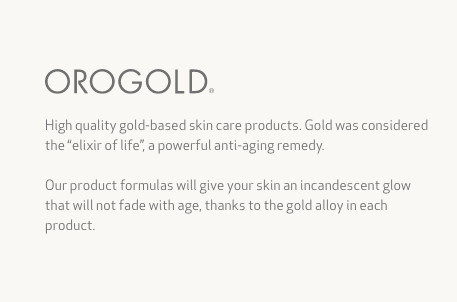 OROGOLD®
High quality gold-based skin care products. Gold was considered
the “elixir of life”, a powerful anti-aging remedy.
Our product formulas will give your skin an incandescent glow
that will not fade with age, thanks to the gold alloy in each
product.